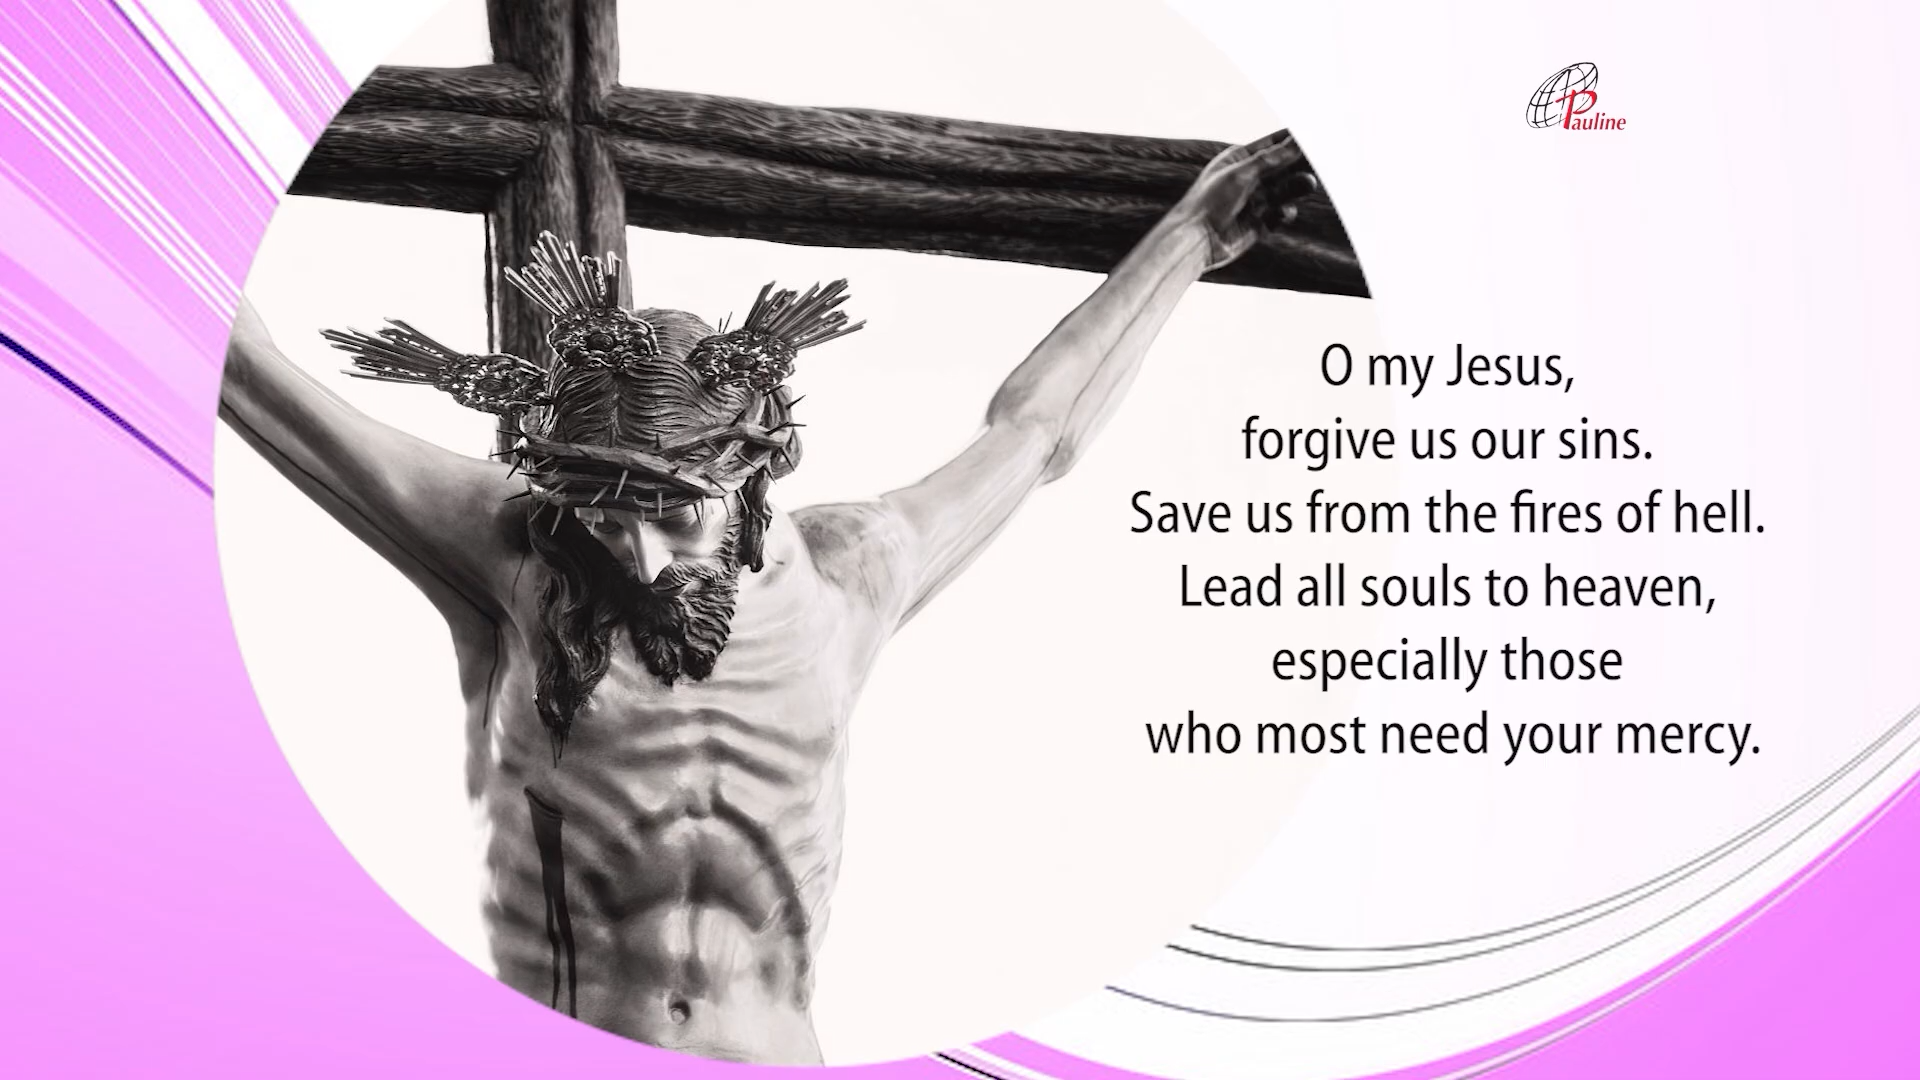 Pauline
O my Jesus,
forgive us our sins.
Save us from the fires of hell.
Lead all souls to heaven,
especially those
who most need your mercy.